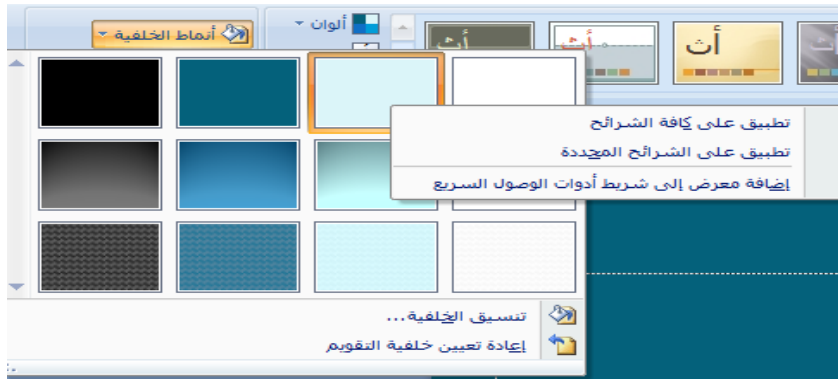 أنماط الخلفية
ألوان
أث
أث
أث
أث
تطبيق على كافة الشرائح
تطبيق على الشرائح المحددة
إضافة معرض إلى شريط أدوات الوصول السريع
تنسيق الخلفية...
إعادة تعيين خلفية التقويم